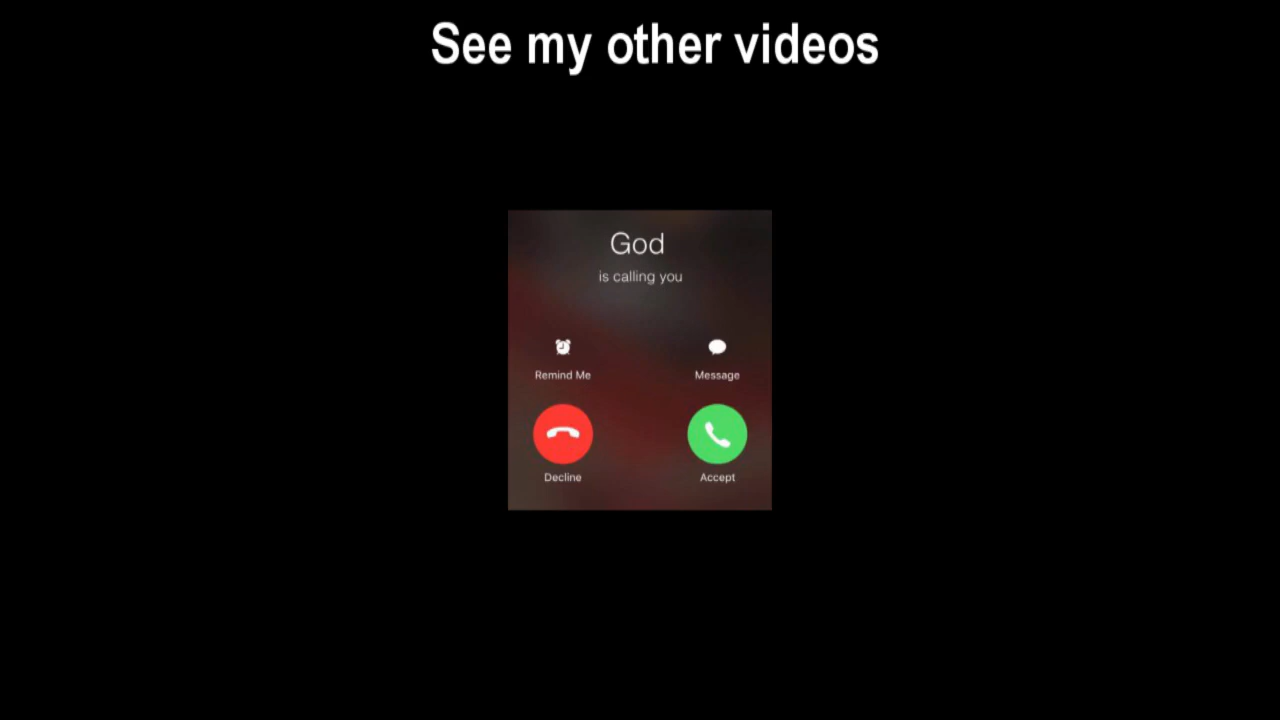 See my other videos
God
is calling you
Remind Me
Message
Decline
Accept